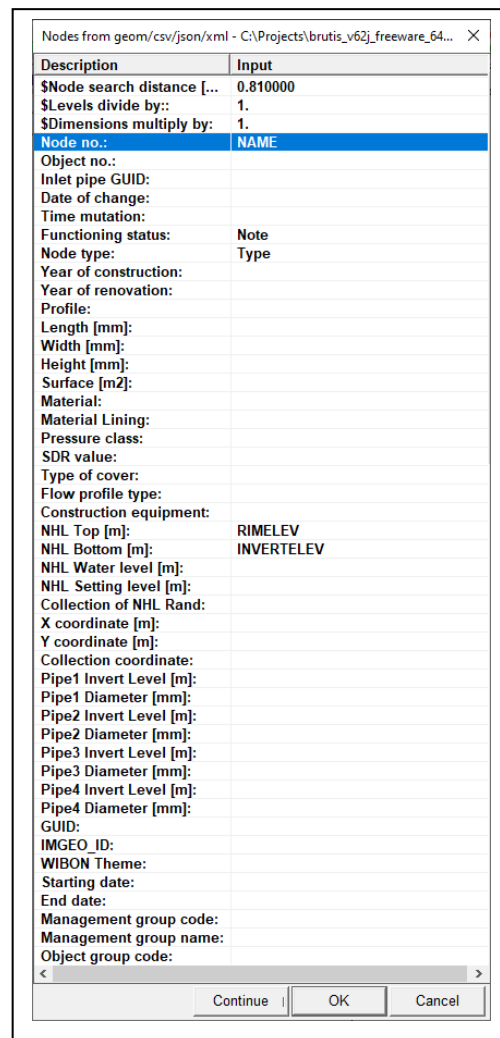 Nodes from geom/csv/json/xml - C:\Projects\brutis_v62j_freeware_64...
Description Input
$Node search distance [... 0.810000
$Levels divide by:: 1.
$Dimensions multiply by: 1.
Node no.: NAME
Object no.:
Inlet pipe GUID:
Date of change:
Time mutation:
Functioning status: Note
Node type: Type
Year of construction:
Year of renovation:
Profile:
Length [mm]:
Width [mm]:
Height [mm]:
Surface [m2]:
Material:
Material Lining:
Pressure class:
SDR value:
Type of cover:
Flow profile type:
Construction equipment:
NHL Top [m]: RIMELEV
NHL Bottom [m]: INVERTELEV
NHL Water level [m]:
NHL Setting level [m]:
Collection of NHL Rand:
X coordinate [m]:
Y coordinate [m]:
Collection coordinate:
Pipe1 Invert Level [m]:
Pipe1 Diameter [mm]:
Pipe2 Invert Level [m]:
Pipe2 Diameter [mm]:
Pipe3 Invert Level [m]:
Pipe3 Diameter [mm]:
Pipe4 Invert Level [m]:
Pipe4 Diameter [mm]:
GUID:
IMGEO_ID:
WIBON Theme:
Starting date:
End date:
Management group code:
Management group name:
Object group code:
Continue OK Cancel